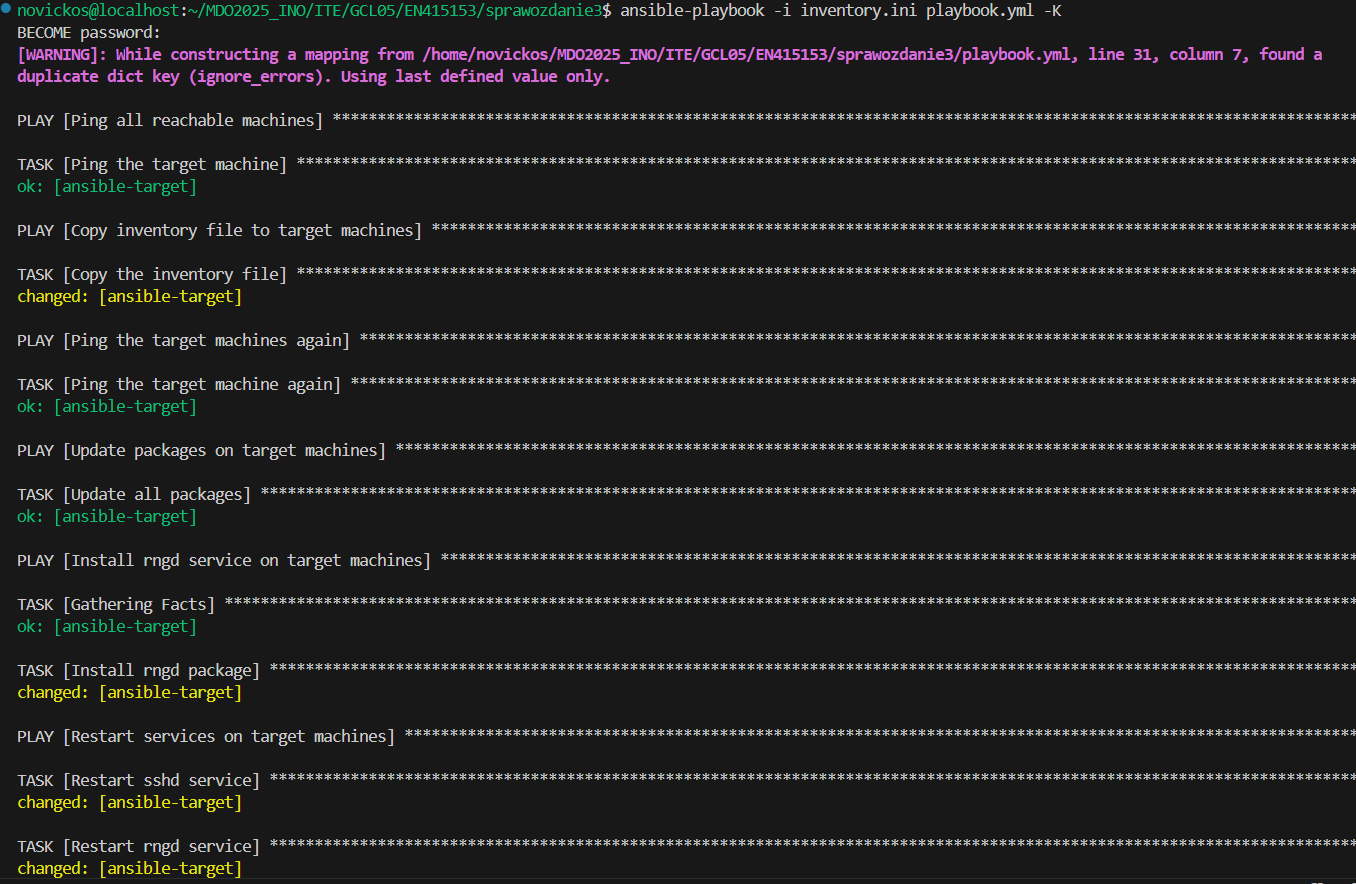 novickos@localhost:~/MDO2025_INO/ITE/GCL05/EN415153/sprawozdanie3$ ansible-playbook -i inventory.ini playbook.yml -K
BECOME password:
[WARNING]: While constructing a mapping from /home/novickos/MDO2025_INO/ITE/GCL05/EN415153/sprawozdanie3/playbook.yml, line 31, column 7, found a
duplicate dict key (ignore_errors). Using last defined value only.
PLAY [Ping all reachable machines] ******************************************************************************************************************
TASK [Ping the target machine] **********************************************************************************************************************
ok: [ansible-target]
PLAY [Copy inventory file to target machines] *******************************************************************************************************
TASK [Copy the inventory file] **********************************************************************************************************************
changed: [ansible-target]
PLAY [Ping the target machines again] ***************************************************************************************************************
TASK [Ping the target machine again] ****************************************************************************************************************
ok: [ansible-target]
PLAY [Update packages on target machines] ***********************************************************************************************************
TASK [Update all packages] **************************************************************************************************************************
ok: [ansible-target]
PLAY [Install rngd service on target machines] ******************************************************************************************************
TASK [Gathering Facts] ******************************************************************************************************************************
ok: [ansible-target]
TASK [Install rngd package] *************************************************************************************************************************
changed: [ansible-target]
PLAY [Restart services on target machines] **********************************************************************************************************
TASK [Restart sshd service] *************************************************************************************************************************
changed: [ansible-target]
TASK [Restart rngd service] *************************************************************************************************************************
changed: [ansible-target]